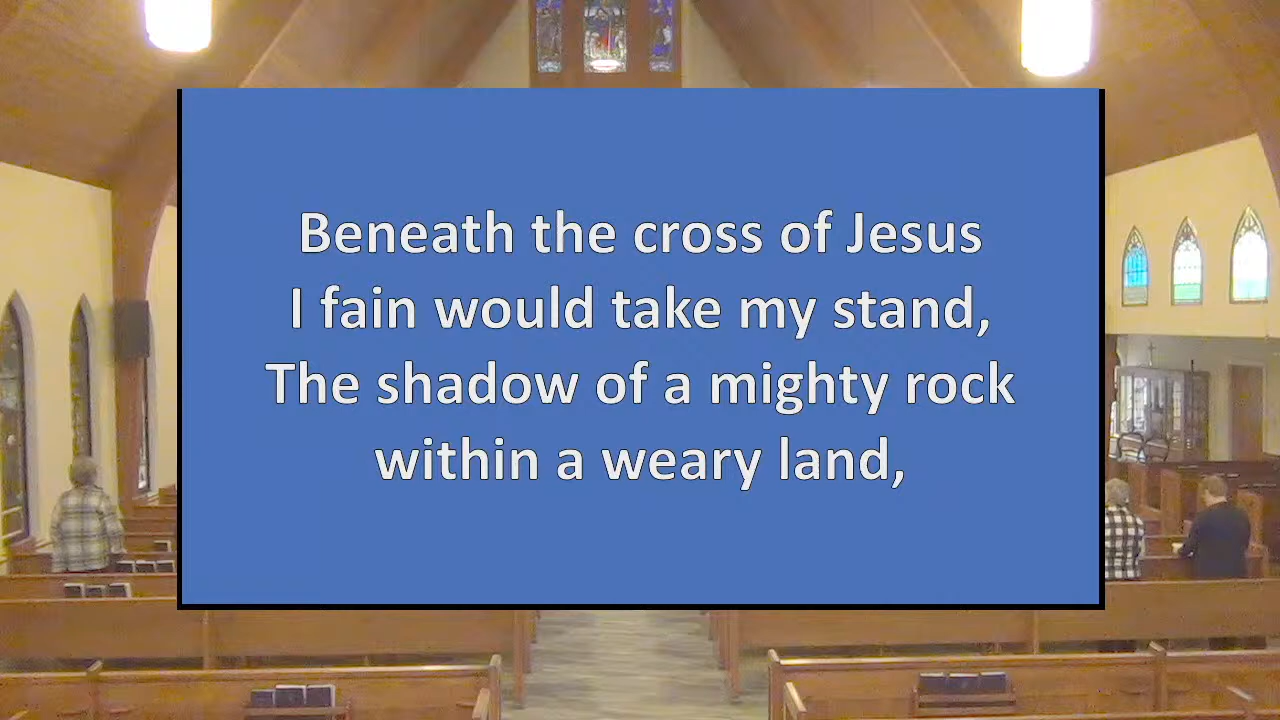 Beneath the cross of Jesus
I fain would take my stand,
The shadow of a mighty rock
within a weary land,